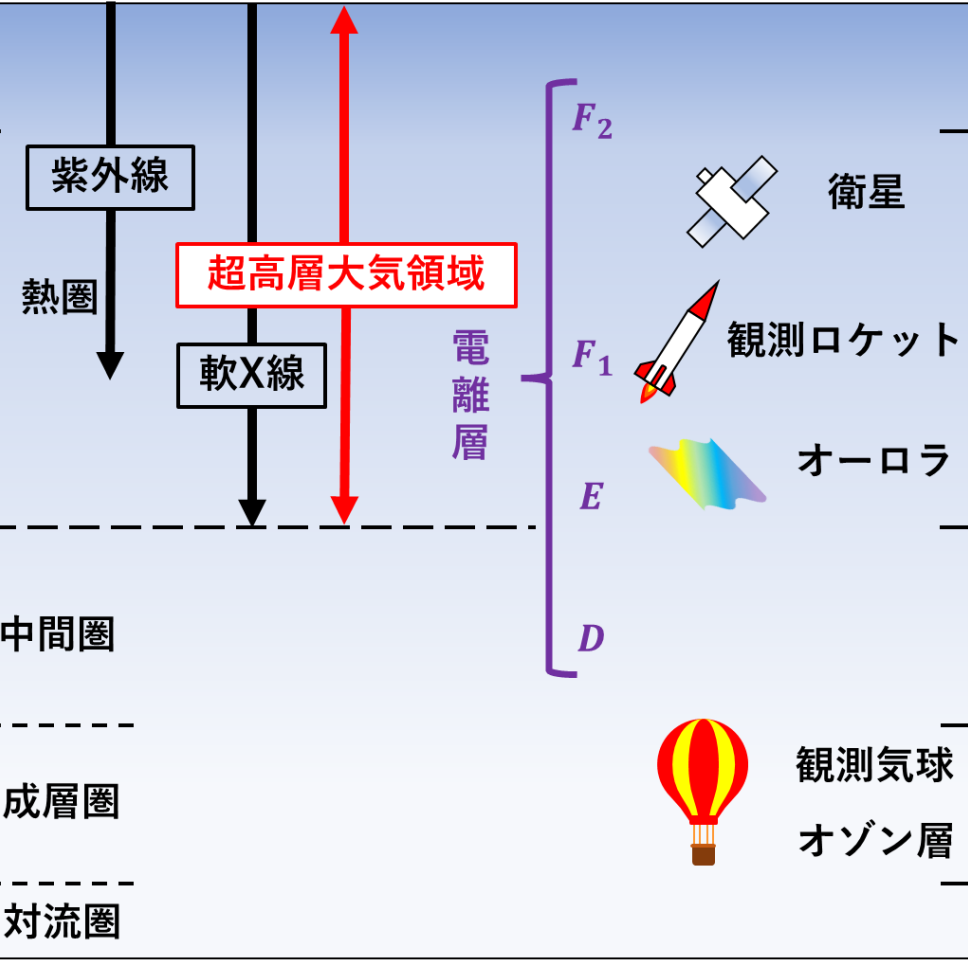 紫外線
熱圏
超高層大気領域
軟X線
電離層
F₂
F₁
E
D
衛星
観測ロケット
オーロラ
中間圏
成層圏
対流圏
観測気球
オゾン層